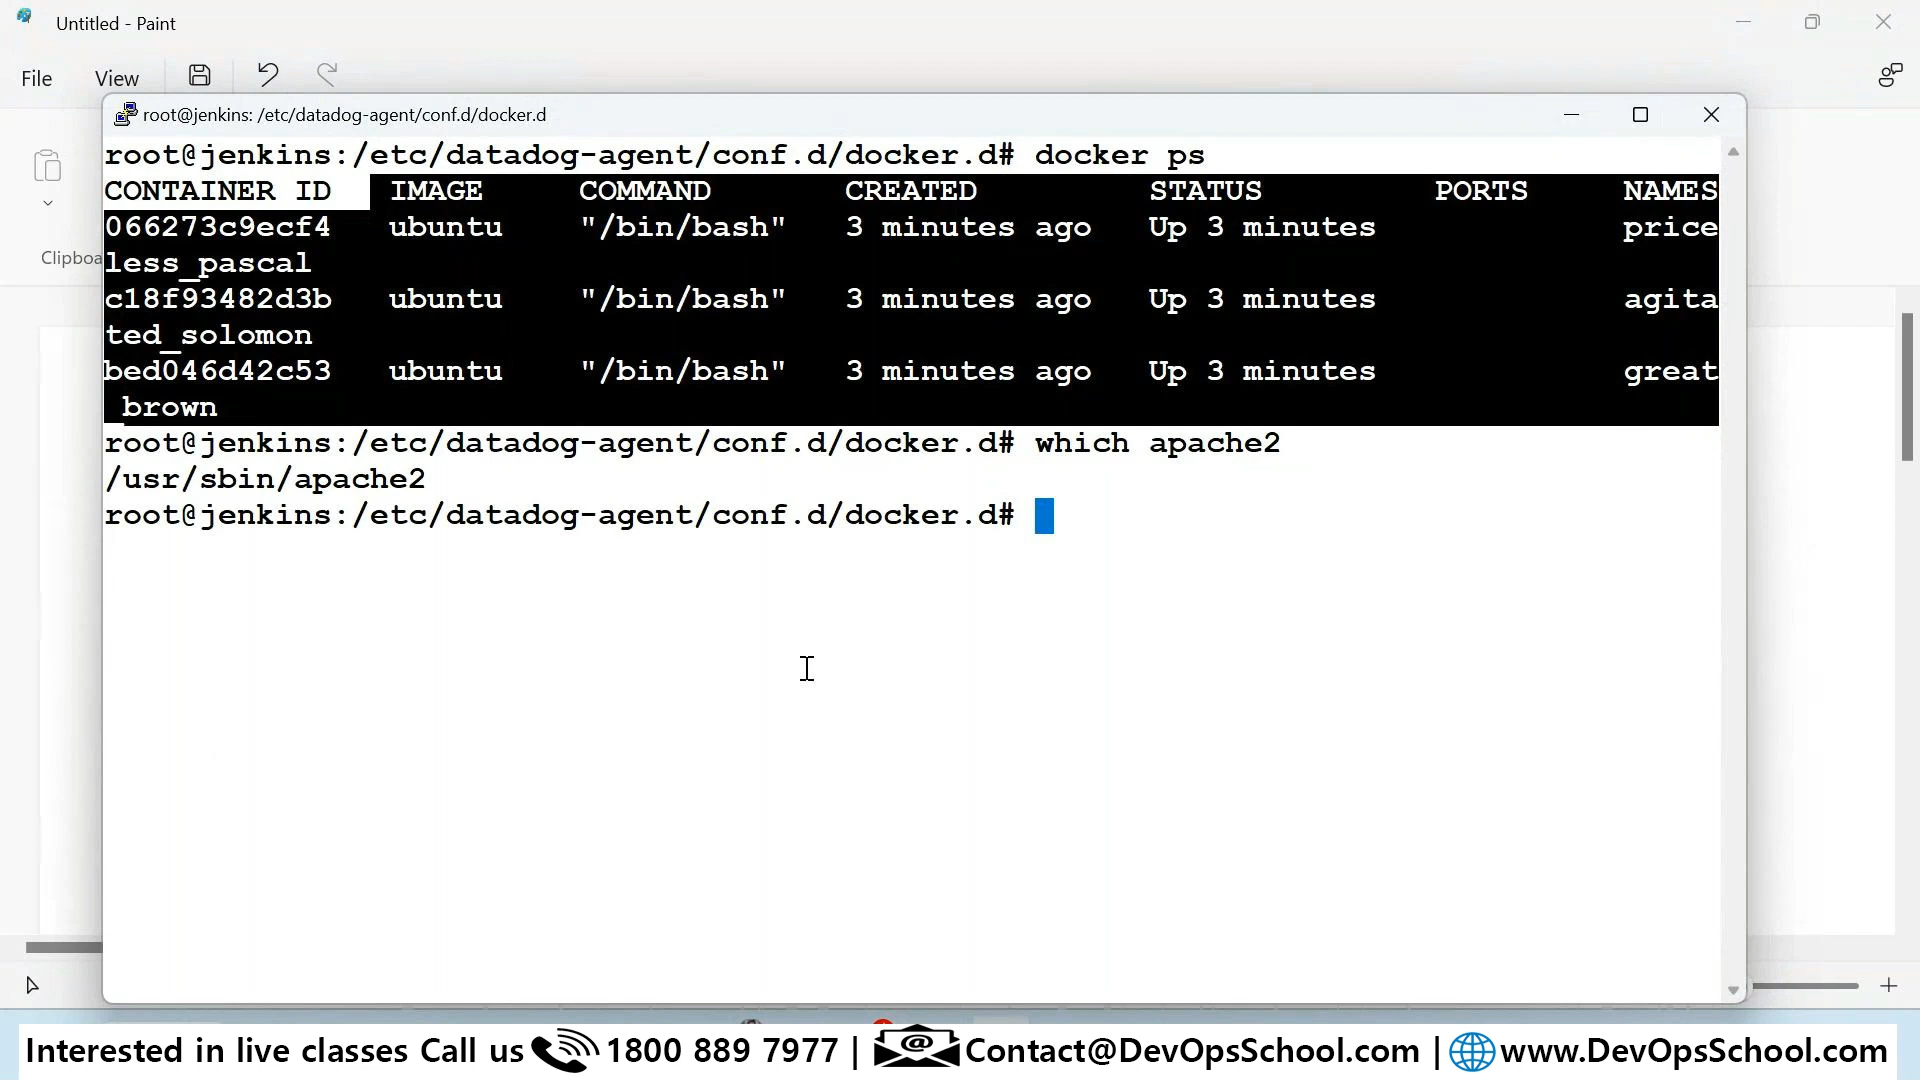 Untitled - Paint
File View
root@jenkins: /etc/datadog-agent/conf.d/docker.d
root@jenkins:/etc/datadog-agent/conf.d/docker.d# docker ps
CONTAINER ID IMAGE COMMAND CREATED STATUS PORTS NAMES
066273c9ecf4 ubuntu "/bin/bash" 3 minutes ago Up 3 minutes price
less_pascal
c18f93482d3b ubuntu "/bin/bash" 3 minutes ago Up 3 minutes agita
ted_solomon
bed046d42c53 ubuntu "/bin/bash" 3 minutes ago Up 3 minutes great
_brown
root@jenkins:/etc/datadog-agent/conf.d/docker.d# which apache2
/usr/sbin/apache2
root@jenkins:/etc/datadog-agent/conf.d/docker.d#
Clipboa
Interested in live classes Call us 1800 889 7977 | Contact@DevOpsSchool.com | www.DevOpsSchool.com